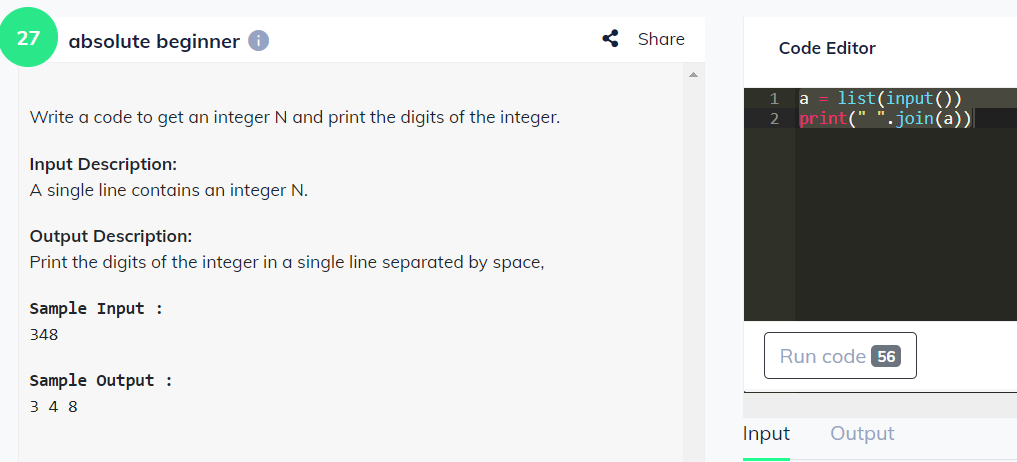 27
absolute beginner i
Share
Write a code to get an integer N and print the digits of the integer.
Input Description:
A single line contains an integer N.
Output Description:
Print the digits of the integer in a single line separated by space,
Sample Input :
348
Sample Output :
3 4 8
Code Editor
1 a = list(input())
2 print(" ".join(a))
Run code 56
Input Output